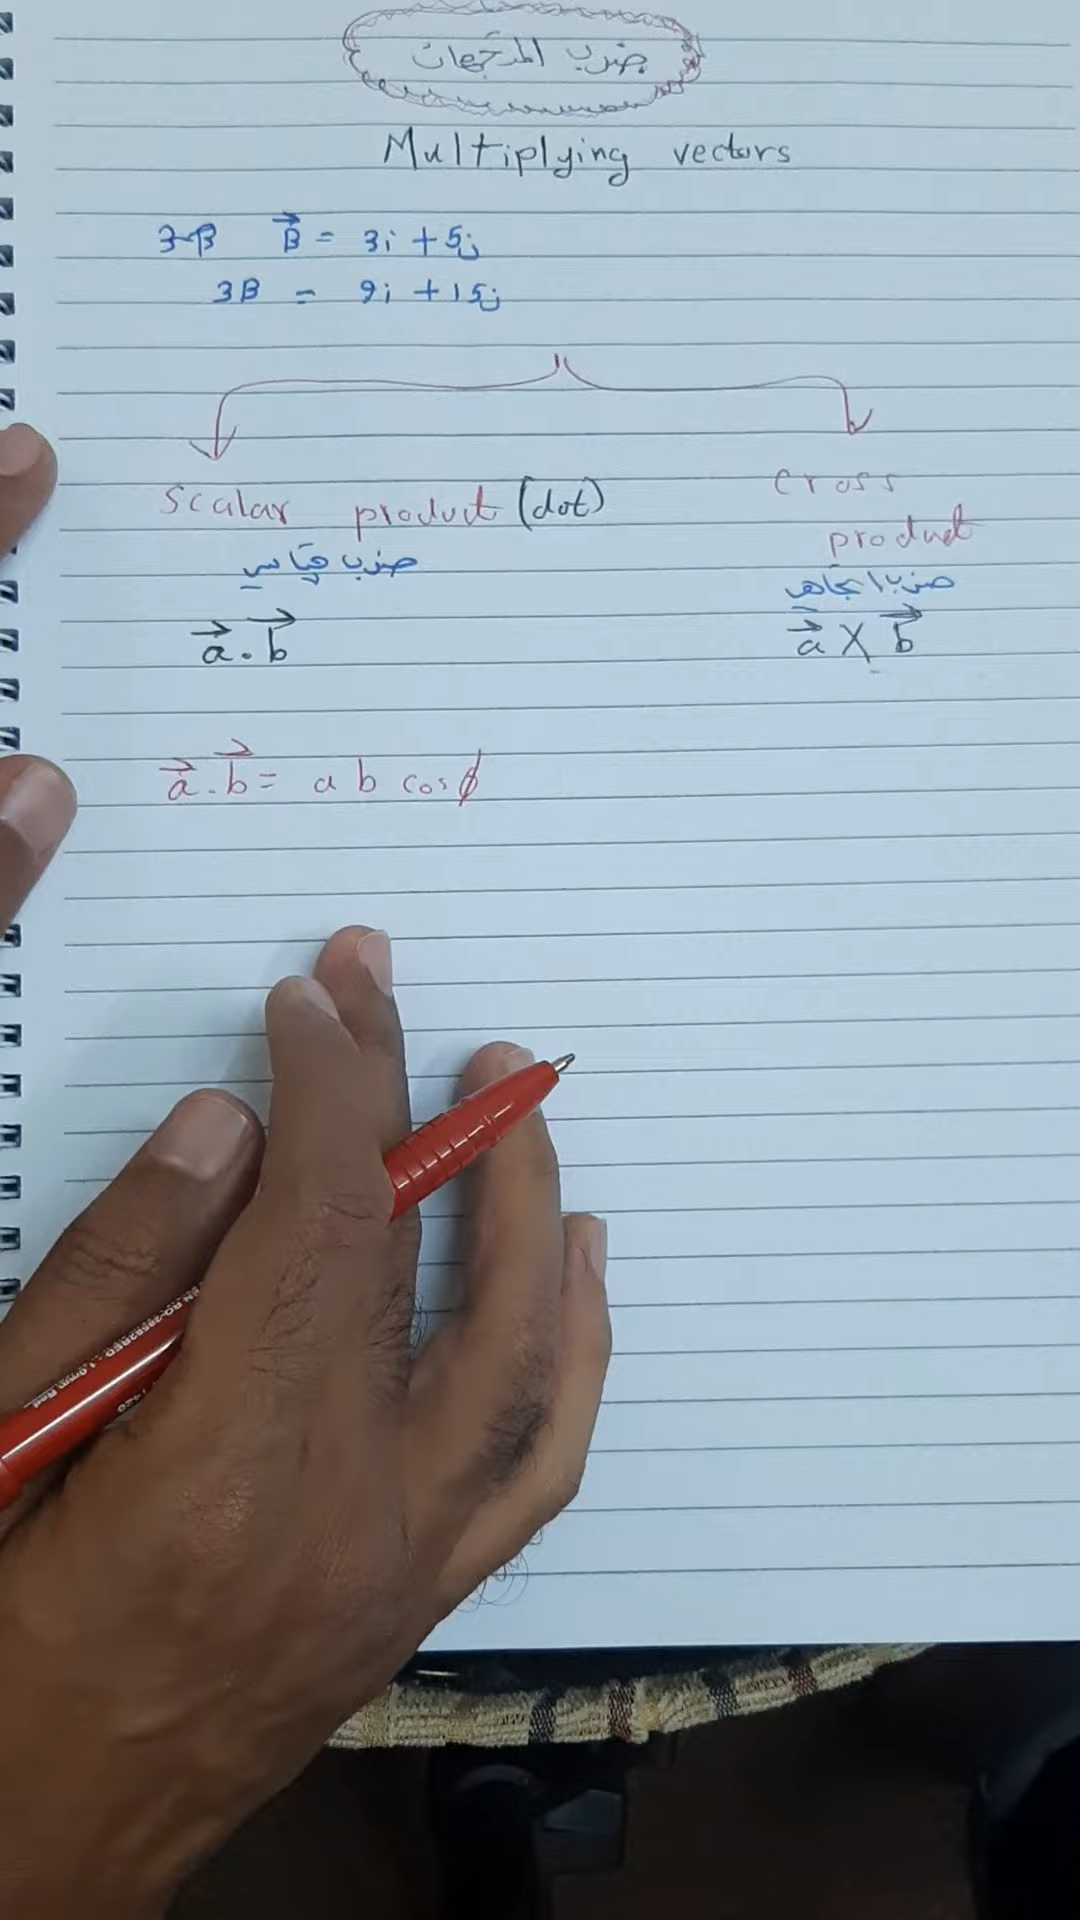 ضرب المتجهات
Multiplying vectors
3B B⃗ = 3i + 5j
3B = 9i + 15j
Scalar product (dot)
ضرب قياسي
a⃗ . b⃗
cross
product
ضرب اتجاهي
a⃗ X b⃗
a⃗ . b⃗ = a b cos ϕ